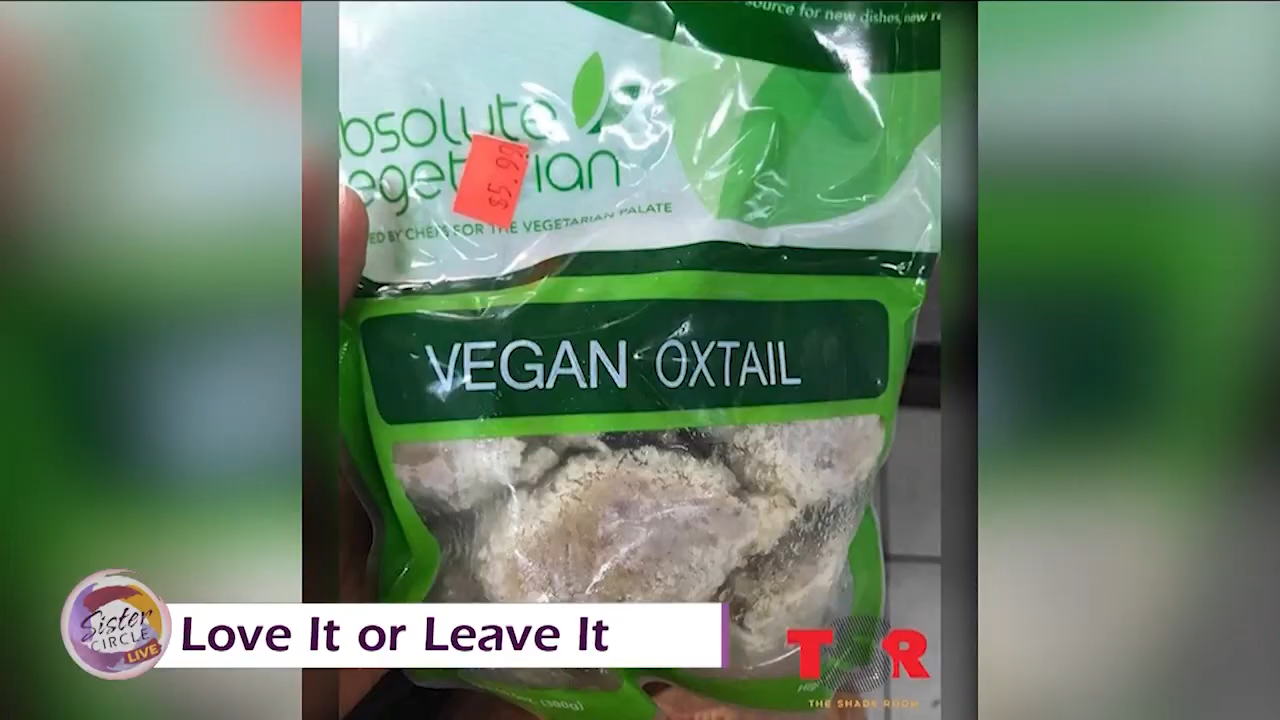 source for new dishes, new re
bsolute
$5.99
eget ian
ED BY CHEFS FOR THE VEGETARIAN PALATE
VEGAN OXTAIL
Sister
CIRCLE
LIVE
Love It or Leave It
TSR
THE SHADE ROOM
(300g)